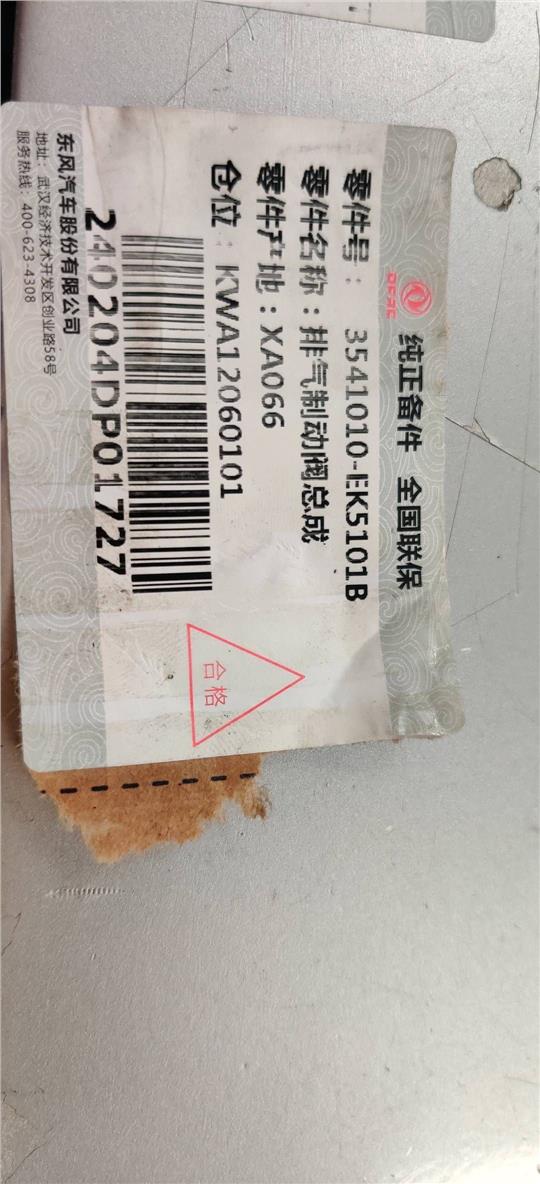 DFAC
纯正备件 全国联保
零件号：3541010-EK5101B
零件名称：排气制动阀总成
零件产地：XA066
仓位：KWA12060101
240204DP01727
合格
东风汽车股份有限公司
地址：武汉经济技术开发区创业路58号
服务热线：400-623-4308